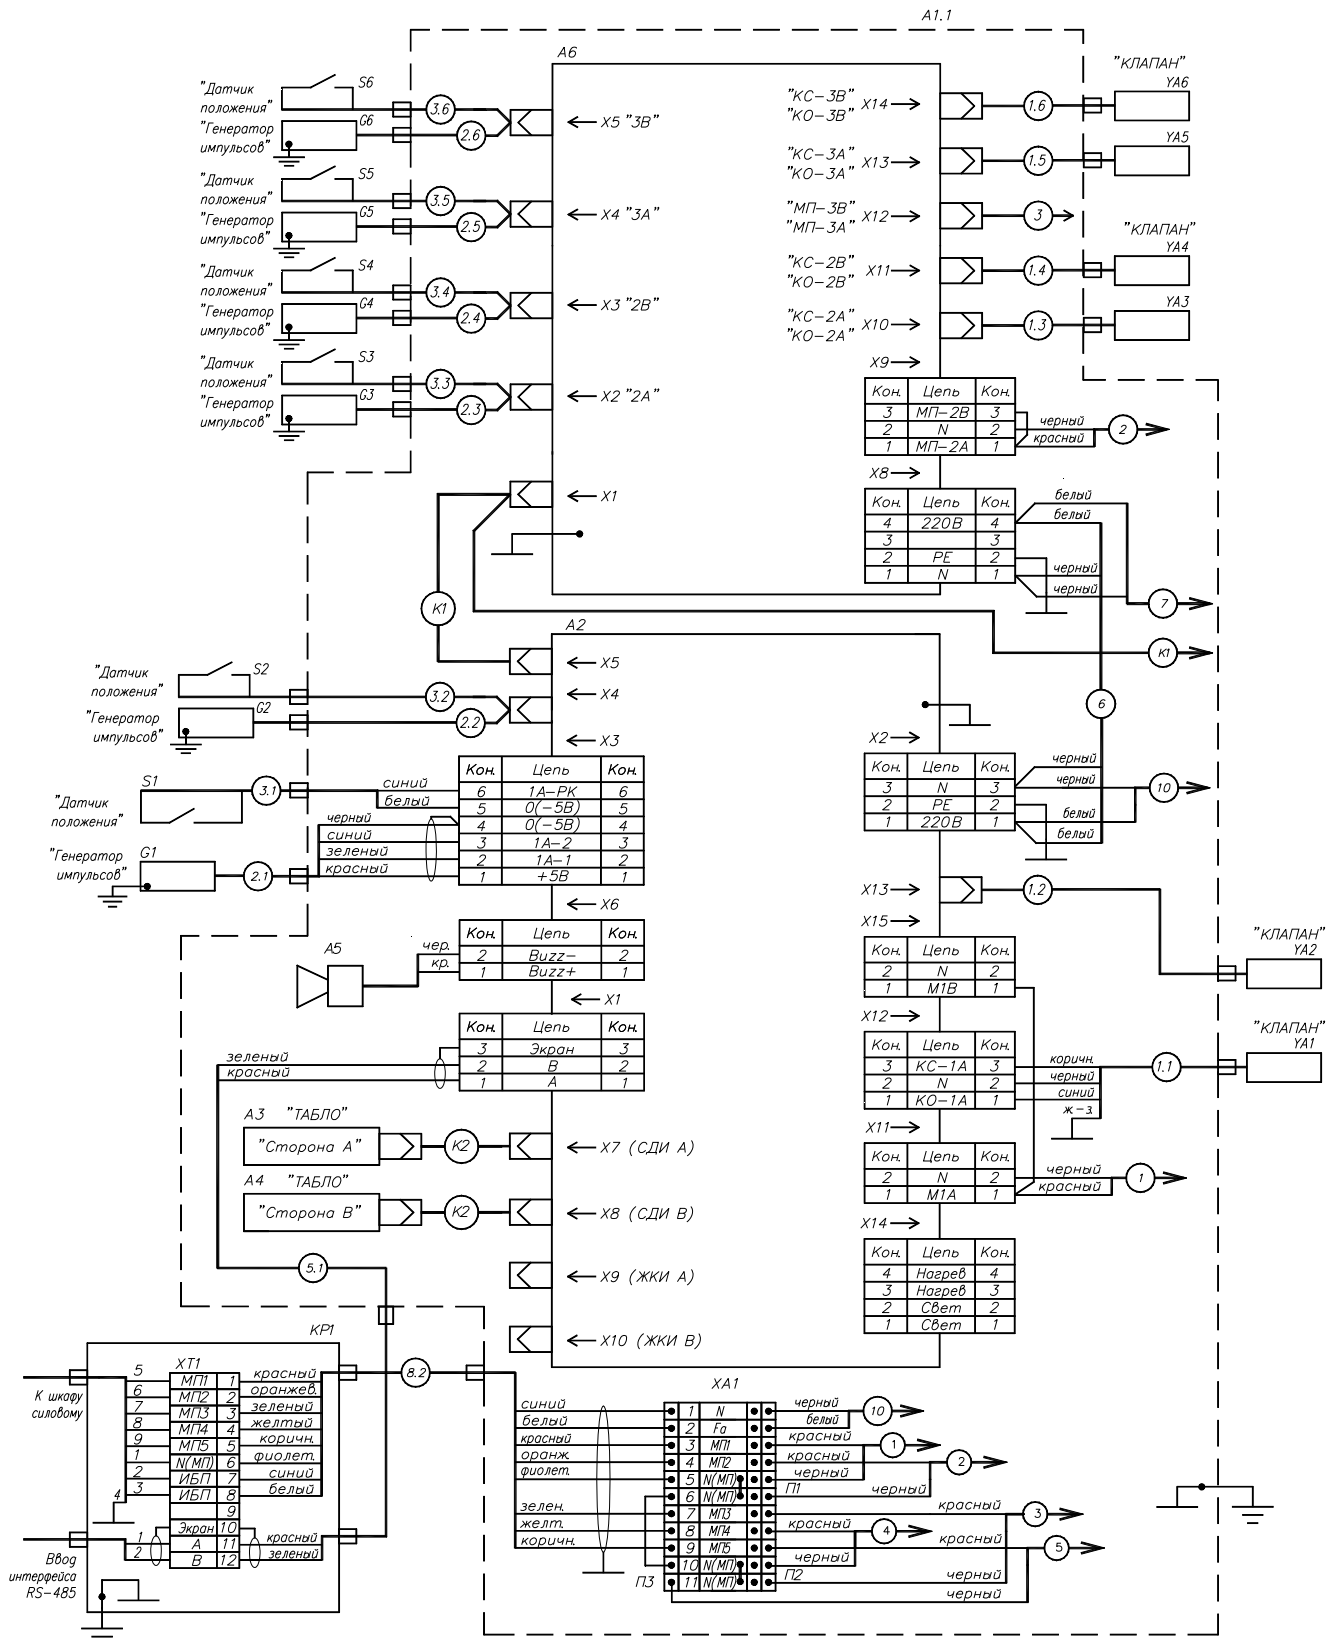 А1.1
А6
"Датчик
положения"
S6
3.6
"Генератор
импульсов"
G6
2.6
X5 "3В"
"Датчик
положения"
S5
3.5
"Генератор
импульсов"
G5
2.5
X4 "3А"
"Датчик
положения"
S4
3.4
"Генератор
импульсов"
G4
2.4
X3 "2В"
"Датчик
положения"
S3
3.3
"Генератор
импульсов"
G3
2.3
X2 "2А"
X1
К1
"КС-3В"
"КО-3В"
X14
1.6
"КЛАПАН"
YA6
"КС-3А"
"КО-3А"
X13
1.5
YA5
"МП-3В"
"МП-3А"
X12
3
"КС-2В"
"КО-2В"
X11
1.4
"КЛАПАН"
YA4
"КС-2А"
"КО-2А"
X10
1.3
YA3
X9
Кон. Цепь Кон.
3 МП-2В 3
2 N 2
1 МП-2А 1
черный
красный
2
X8
Кон. Цепь Кон.
4 220В 4
3 3
2 РЕ 2
1 N 1
белый
белый
черный
черный
7
К1
6
А2
X5
X4
X3
"Датчик
положения"
S2
3.2
"Генератор
импульсов"
G2
2.2
S1
3.1
"Датчик
положения"
"Генератор
импульсов"
G1
2.1
синий
белый
черный
синий
зеленый
красный
Кон. Цепь Кон.
6 1А-РК 6
5 0(-5В) 5
4 0(-5В) 4
3 1А-2 3
2 1А-1 2
1 +5В 1
X6
А5
чер.
кр.
Кон. Цепь Кон.
2 Buzz- 2
1 Buzz+ 1
X1
зеленый
красный
Кон. Цепь Кон.
3 Экран 3
2 В 2
1 А 1
А3 "ТАБЛО"
"Сторона А"
К2
X7 (СДИ А)
А4 "ТАБЛО"
"Сторона В"
К2
X8 (СДИ В)
5.1
X9 (ЖКИ А)
X10 (ЖКИ В)
X2
Кон. Цепь Кон.
3 N 3
2 РЕ 2
1 220В 1
черный
черный
белый
белый
10
X13
1.2
"КЛАПАН"
YA2
X15
Кон. Цепь Кон.
2 N 2
1 М1В 1
X12
Кон. Цепь Кон.
3 КС-1А 3
2 N 2
1 КО-1А 1
коричн.
черный
синий
ж-з.
1.1
"КЛАПАН"
YA1
X11
Кон. Цепь Кон.
2 N 2
1 М1А 1
черный
красный
1
X14
Кон. Цепь Кон.
4 Нагрев 4
3 Нагрев 3
2 Свет 2
1 Свет 1
КР1
XT1
К шкафу
силовому
5 МП1 1 красный
6 МП2 2 оранжев.
7 МП3 3 зеленый
8 МП4 4 желтый
9 МП5 5 коричн.
1 N(МП) 6 фиолет.
2 ИБП 7 синий
3 ИБП 8 белый
4
9
Экран 10
1 А 11 красный
2 В 12 зеленый
Ввод
интерфейса
RS-485
8.2
XA1
синий 1 N черный
белый 2 Fа белый
10
красный 3 МП1 красный
1
оранж. 4 МП2 красный
2
фиолет. 5 N(МП) черный
6 N(МП) П1 черный
зелен. 7 МП3 красный
3
желт. 8 МП4 красный
4
коричн. 9 МП5 красный
5
10 N(МП) черный
П3 11 N(МП) П2
черный